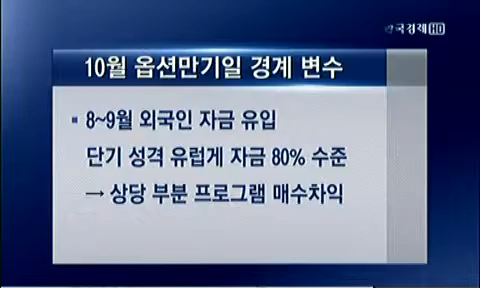 한국경제HD
10월 옵션만기일 경계 변수
▪ 8~9월 외국인 자금 유입
단기 성격 유럽계 자금 80% 수준
→ 상당 부분 프로그램 매수차익